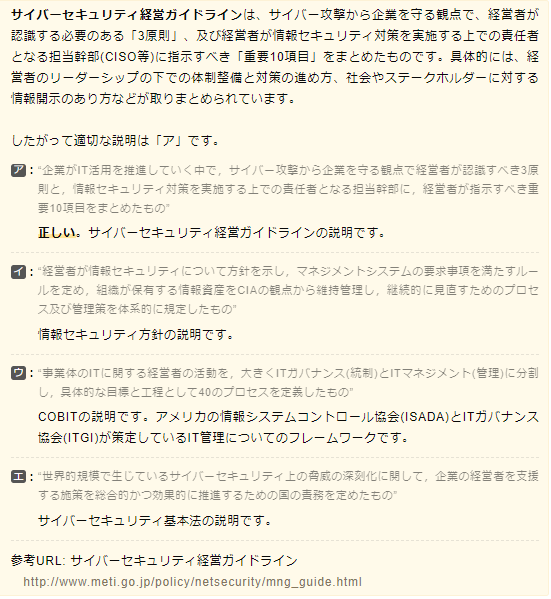 サイバーセキュリティ経営ガイドラインは、サイバー攻撃から企業を守る観点で、経営者が
認識する必要のある「3原則」、及び経営者が情報セキュリティ対策を実施する上での責任者
となる担当幹部(CISO等)に指示すべき「重要10項目」をまとめたものです。具体的には、経
営者のリーダーシップの下での体制整備と対策の進め方、社会やステークホルダーに対する
情報開示のあり方などが取りまとめられています。
したがって適切な説明は「ア」です。
ア：“企業がIT活用を推進していく中で，サイバー攻撃から企業を守る観点で経営者が認識すべき3原
則と，情報セキュリティ対策を実施する上での責任者となる担当幹部に，経営者が指示すべき重
要10項目をまとめたもの”
正しい。サイバーセキュリティ経営ガイドラインの説明です。
イ：“経営者が情報セキュリティについて方針を示し，マネジメントシステムの要求事項を満たすルー
ルを定め，組織が保有する情報資産をCIAの観点から維持管理し，継続的に見直すためのプロセ
ス及び管理策を体系的に規定したもの”
情報セキュリティ方針の説明です。
ウ：“事業体のITに関する経営者の活動を，大きくITガバナンス(統制)とITマネジメント(管理)に分割
し，具体的な目標と工程として40のプロセスを定義したもの”
COBITの説明です。アメリカの情報システムコントロール協会(ISADA)とITガバナンス
協会(ITGI)が策定しているIT管理についてのフレームワークです。
エ：“世界的規模で生じているサイバーセキュリティ上の脅威の深刻化に関して，企業の経営者を支援
する施策を総合的かつ効果的に推進するための国の責務を定めたもの”
サイバーセキュリティ基本法の説明です。
参考URL: サイバーセキュリティ経営ガイドライン
http://www.meti.go.jp/policy/netsecurity/mng_guide.html